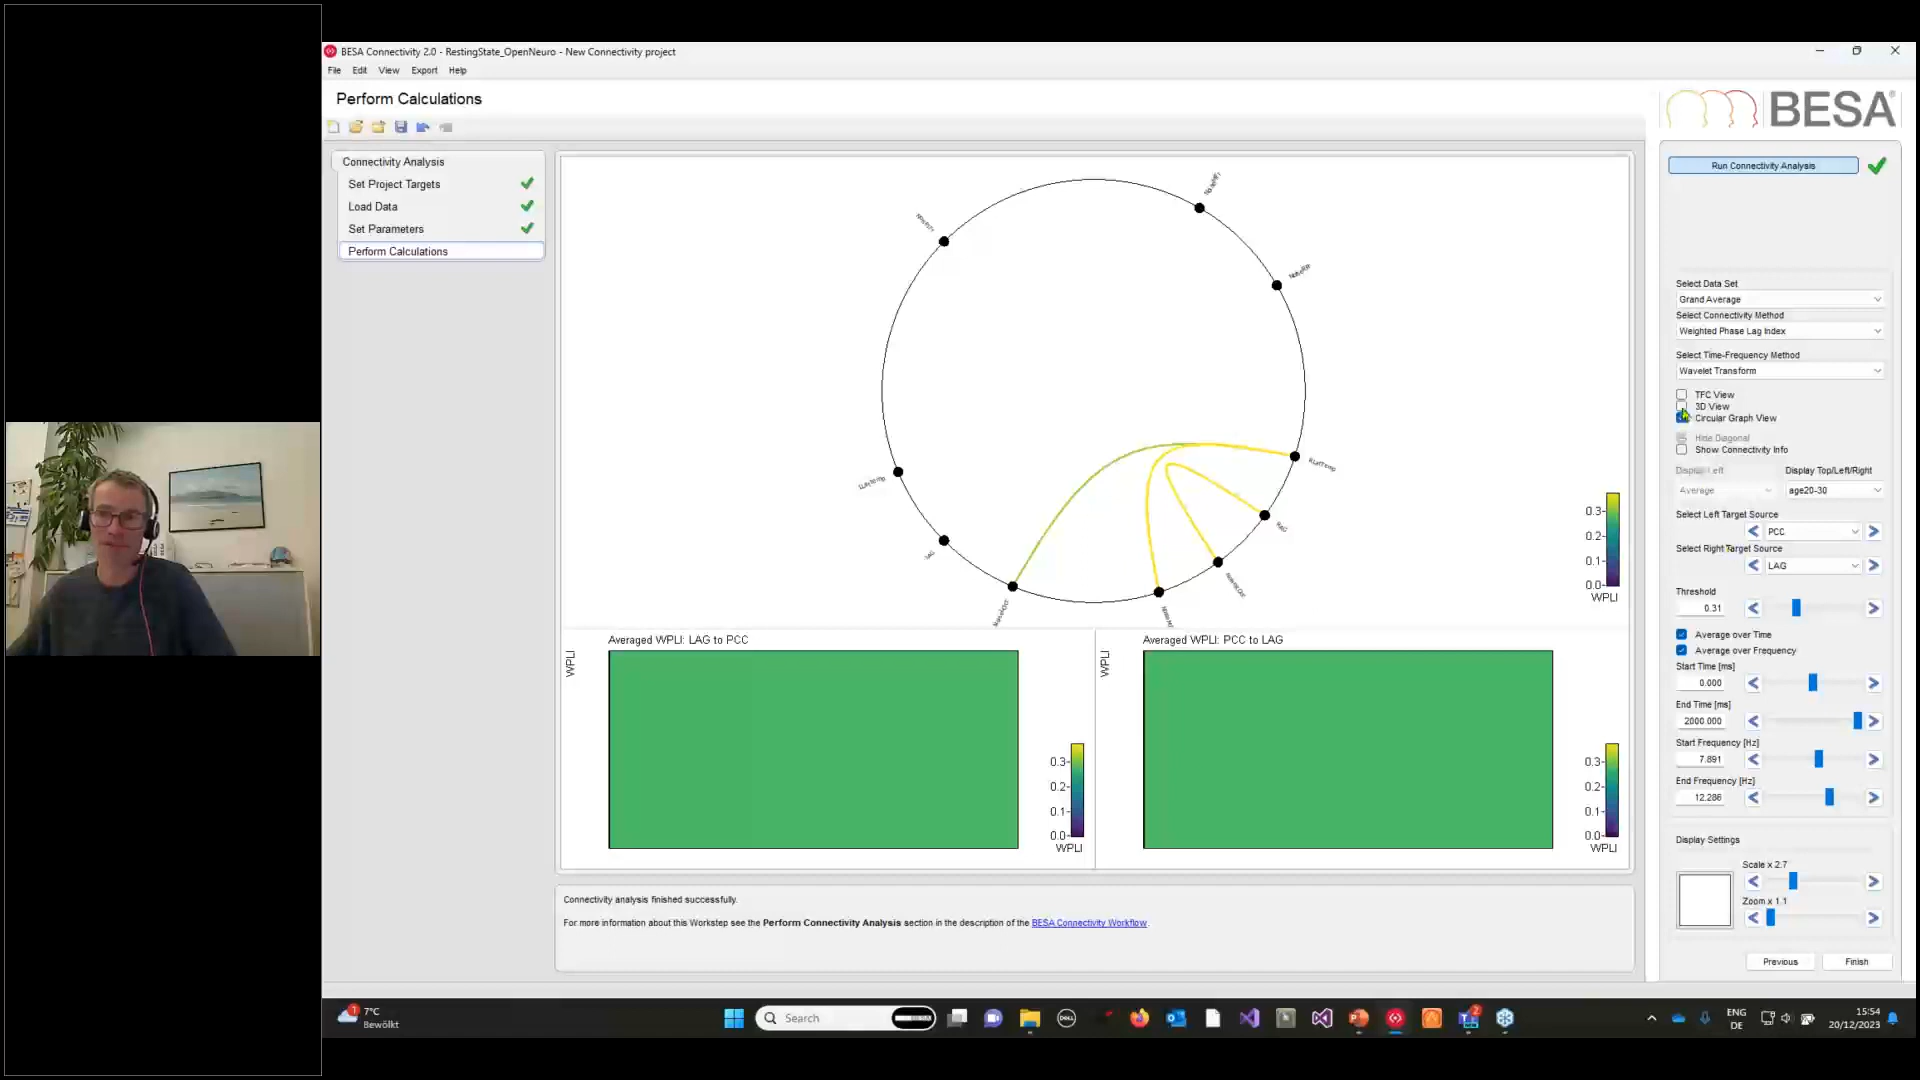 BESA Connectivity 2.0 - RestingState_OpenNeuro - New Connectivity project
File Edit View Export Help
Perform Calculations
BESA
Connectivity Analysis
Set Project Targets
Load Data
Set Parameters
Perform Calculations
Run Connectivity Analysis
Select Data Set
Grand Average
Select Connectivity Method
Weighted Phase Lag Index
Select Time-Frequency Method
Wavelet Transform
TFC View
3D View
Circular Graph View
Hide Diagonal
Show Connectivity Info
Display Left
Display Top/Left/Right
Average
age20-30
Select Left Target Source
PCC
Select Right Target Source
LAG
Threshold
0.31
Average over Time
Average over Frequency
Start Time [ms]
0.000
End Time [ms]
2000.000
Start Frequency [Hz]
7.891
End Frequency [Hz]
12.286
Display Settings
Scale x 2.7
Zoom x 1.1
Previous
Finish
0.3
0.2
0.1
0.0
WPLI
Averaged WPLI: LAG to PCC
WPLI
0.3
0.2
0.1
0.0
WPLI
Averaged WPLI: PCC to LAG
WPLI
0.3
0.2
0.1
0.0
WPLI
Connectivity analysis finished successfully.
For more information about this Workstep see the Perform Connectivity Analysis section in the description of the BESA Connectivity Workflow.
1
7°C
Bewölkt
Search
DELL
2
ENG
DE
15:54
20/12/2023